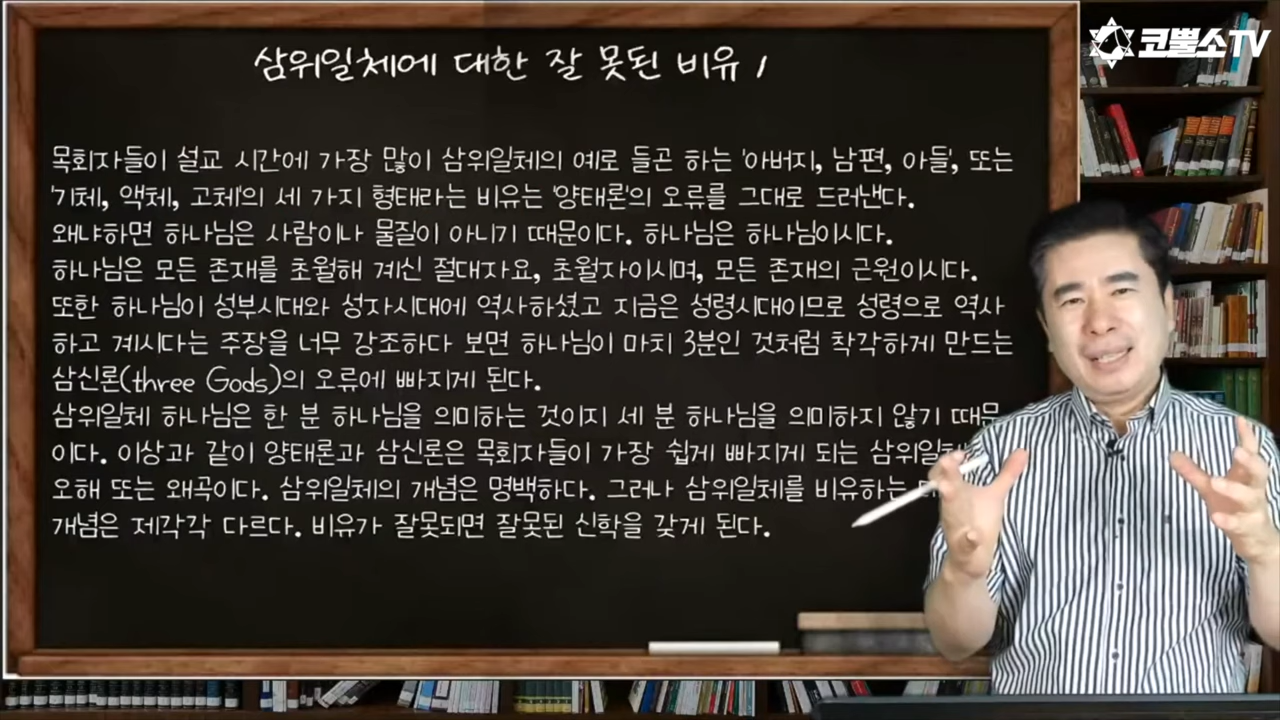 코뿔소TV
삼위일체에 대한 잘 못된 비유 1
목회자들이 설교 시간에 가장 많이 삼위일체의 예로 들곤 하는 '아버지, 남편, 아들', 또는
'기체, 액체, 고체'의 세 가지 형태라는 비유는 '양태론'의 오류를 그대로 드러낸다.
왜냐하면 하나님은 사람이나 물질이 아니기 때문이다. 하나님은 하나님이시다.
하나님은 모든 존재를 초월해 계신 절대자요, 초월자이시며, 모든 존재의 근원이시다.
또한 하나님이 성부시대와 성자시대에 역사하셨고 지금은 성령시대이므로 성령으로 역사
하고 계시다는 주장을 너무 강조하다 보면 하나님이 마치 3분인 것처럼 착각하게 만드는
삼신론(three Gods)의 오류에 빠지게 된다.
삼위일체 하나님은 한 분 하나님을 의미하는 것이지 세 분 하나님을 의미하지 않기 때문
이다. 이상과 같이 양태론과 삼신론은 목회자들이 가장 쉽게 빠지게 되는 삼위일체
오해 또는 왜곡이다. 삼위일체의 개념은 명백하다. 그러나 삼위일체를 비유하는
개념은 제각각 다르다. 비유가 잘못되면 잘못된 신학을 갖게 된다.